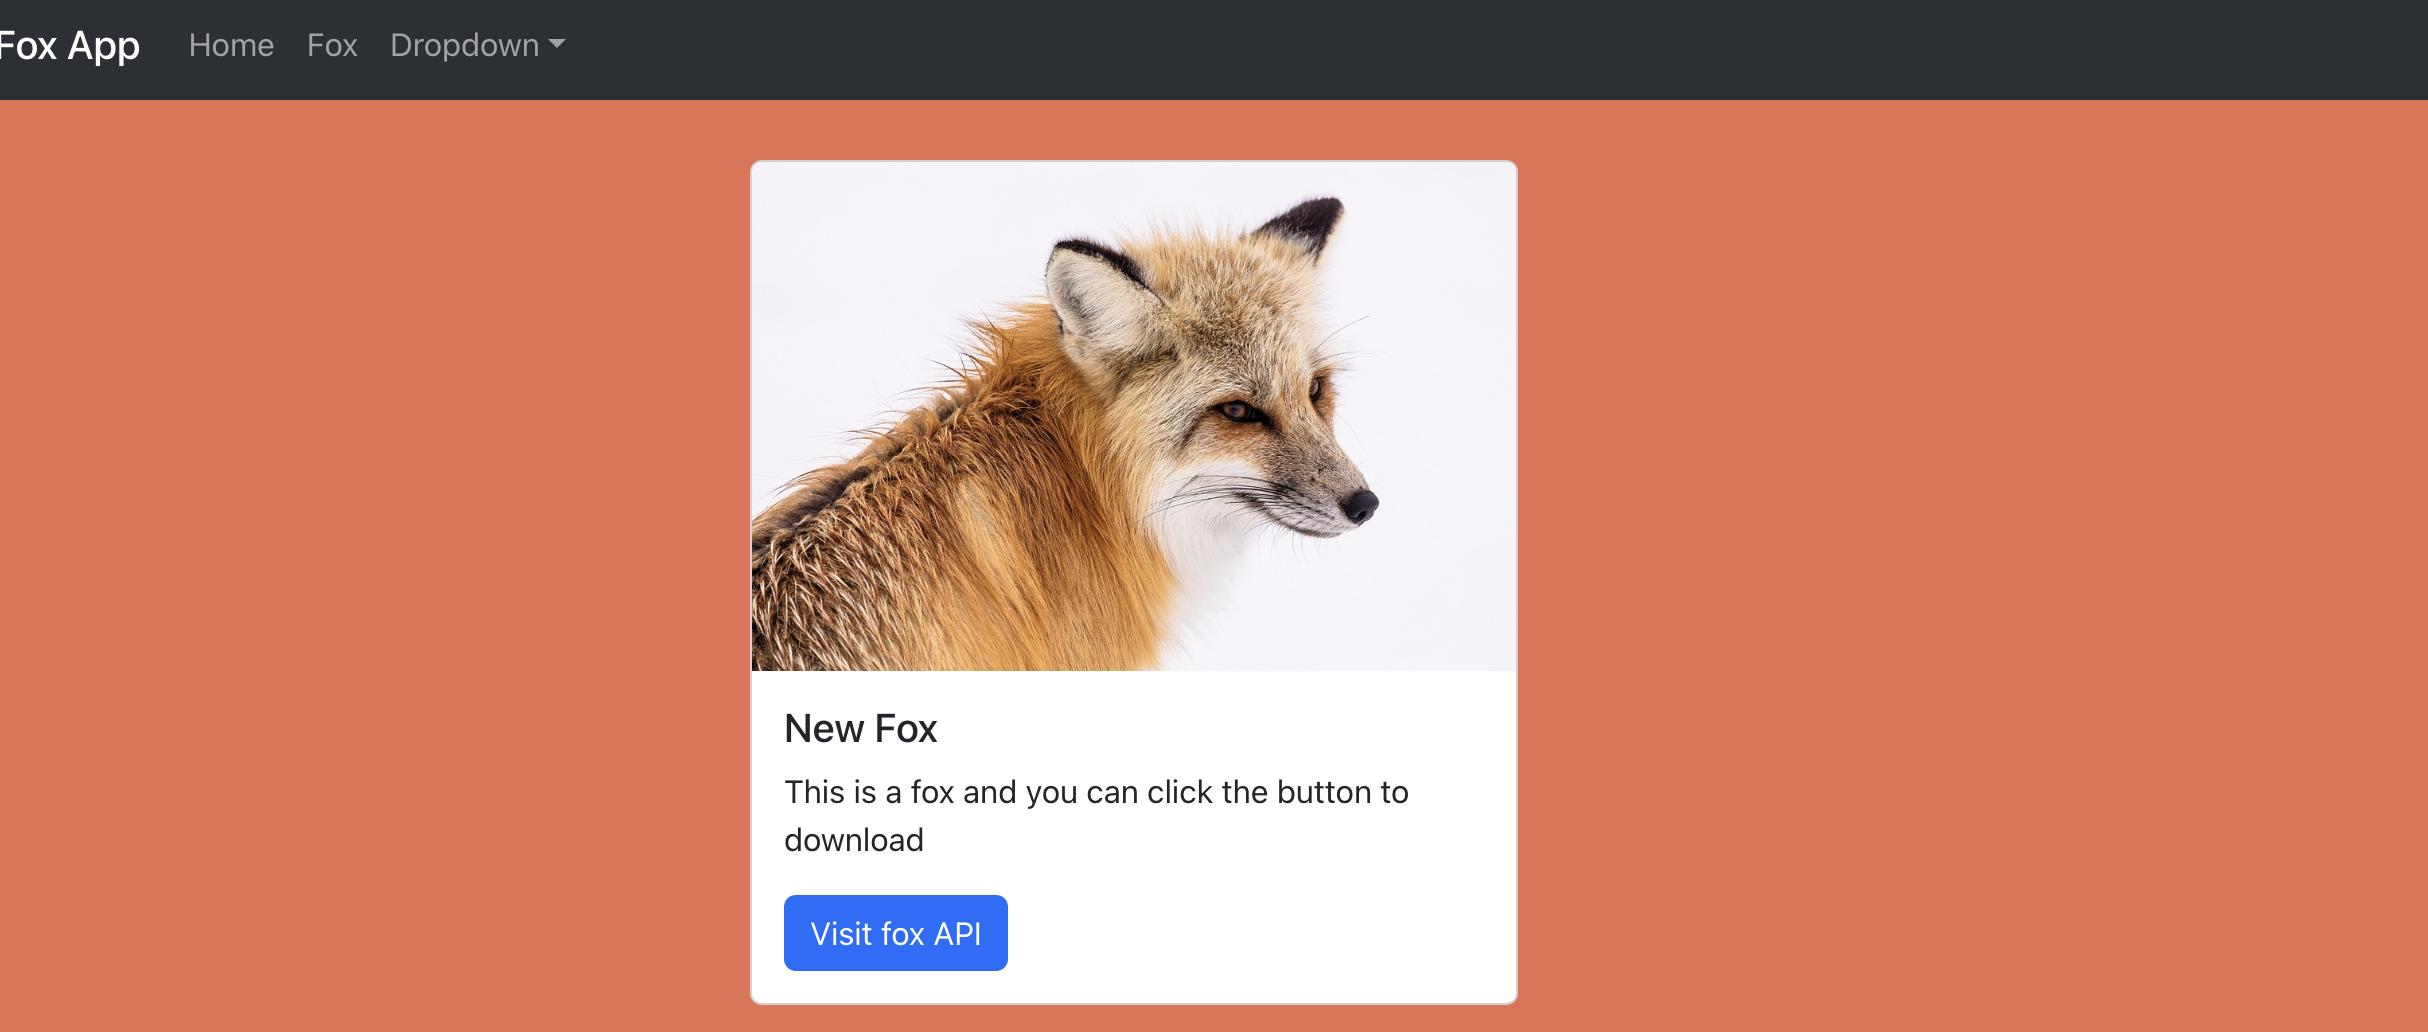 Fox App Home Fox Dropdown
New Fox
This is a fox and you can click the button to
download
Visit fox API